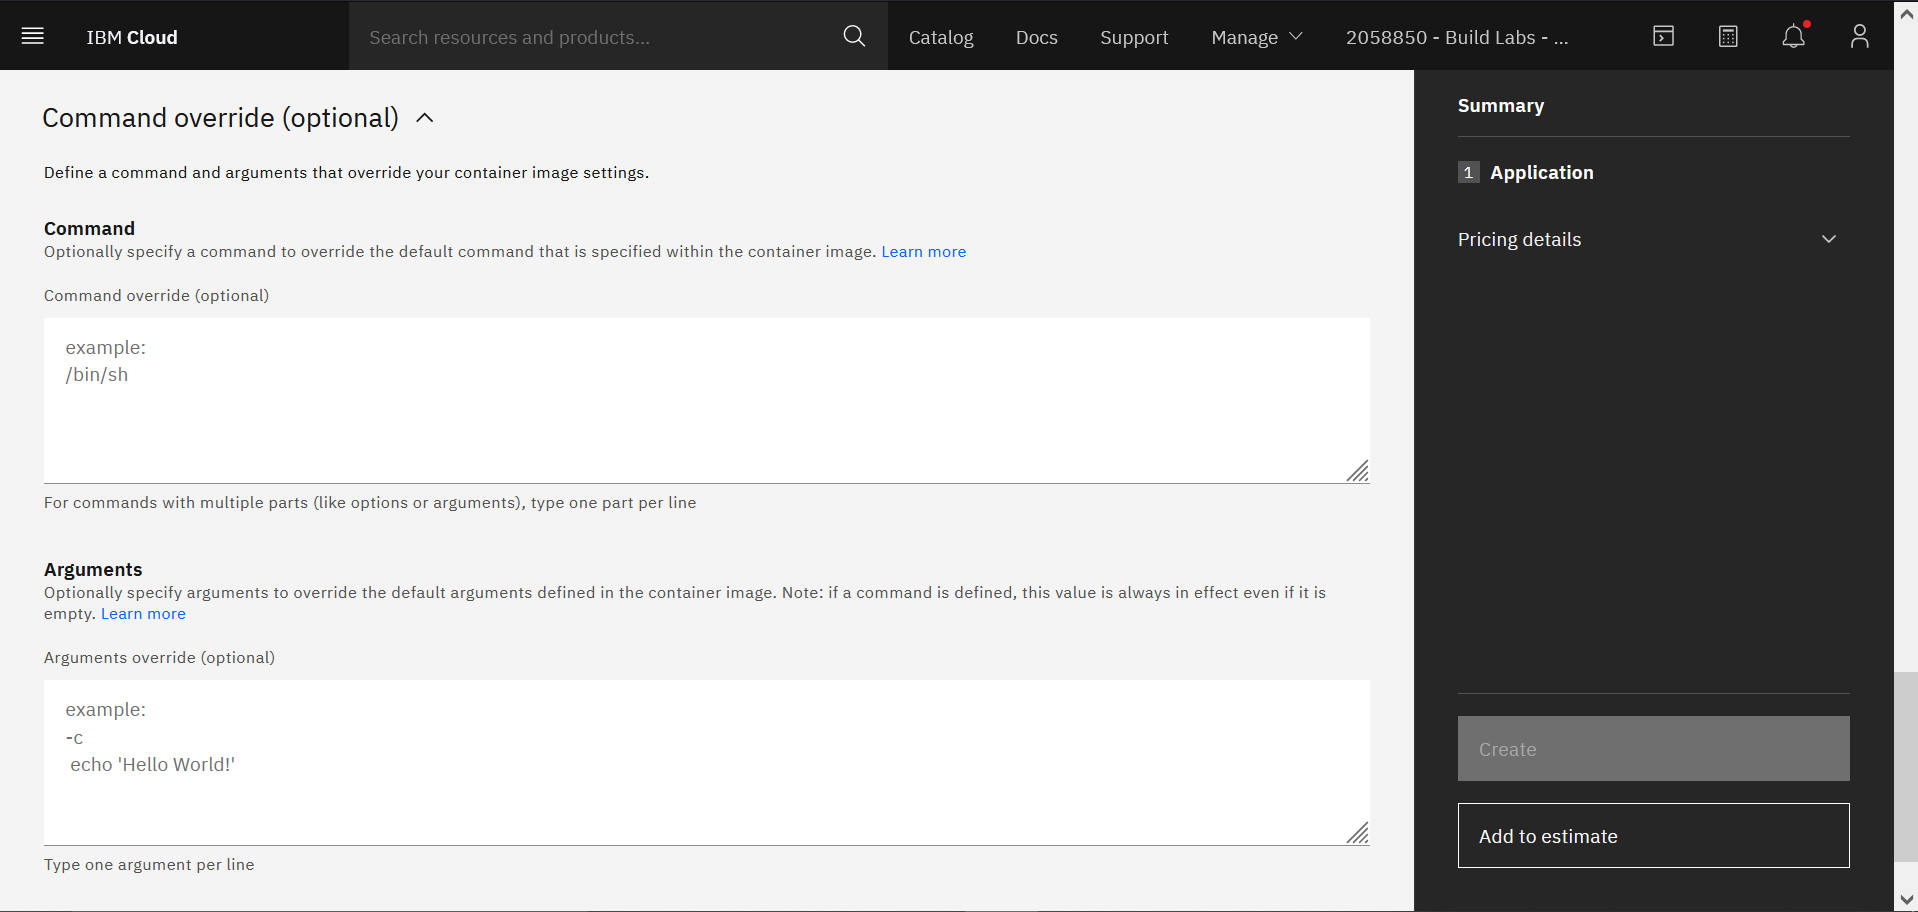 IBM Cloud
Search resources and products...
Catalog
Docs
Support
Manage
2058850 - Build Labs - ...
Command override (optional)
Define a command and arguments that override your container image settings.
Command
Optionally specify a command to override the default command that is specified within the container image. Learn more
Command override (optional)
example:
/bin/sh
For commands with multiple parts (like options or arguments), type one part per line
Arguments
Optionally specify arguments to override the default arguments defined in the container image. Note: if a command is defined, this value is always in effect even if it is
empty. Learn more
Arguments override (optional)
example:
-c
echo 'Hello World!'
Type one argument per line
Summary
1 Application
Pricing details
Create
Add to estimate